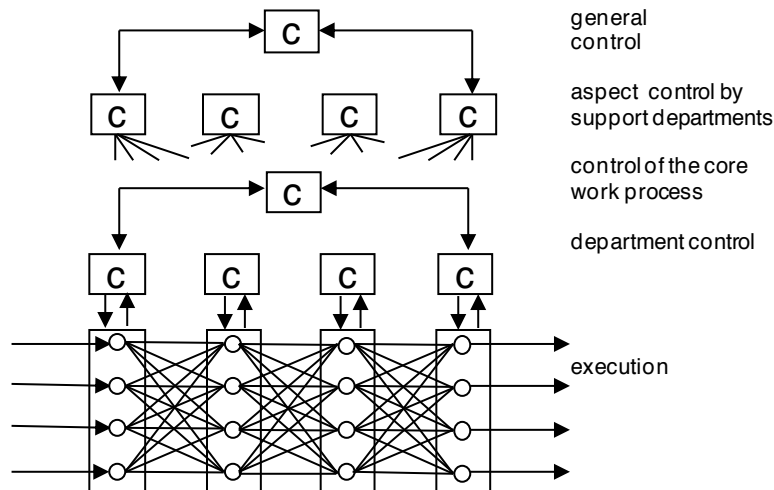 C
general
control
C C C C
aspect control by
support departments
C
control of the core
work process
department control
C C C C
execution